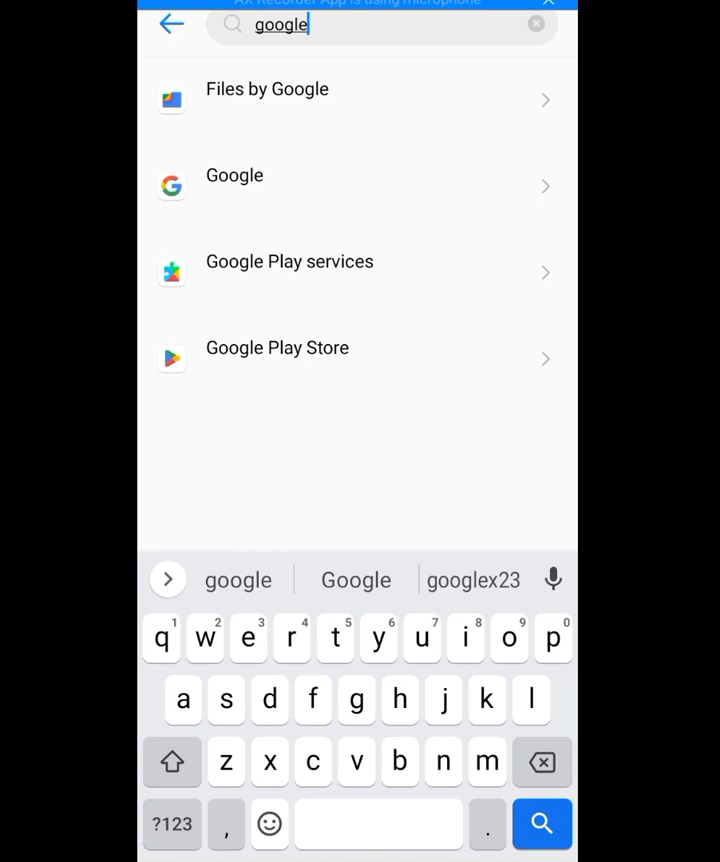 AX Recorder App is using microphone
google
Files by Google
Google
Google Play services
Google Play Store
google Google googlex23
q1 w2 e3 r4 t5 y6 u7 i8 o9 p0
a s d f g h j k l
z x c v b n m
?123 , .